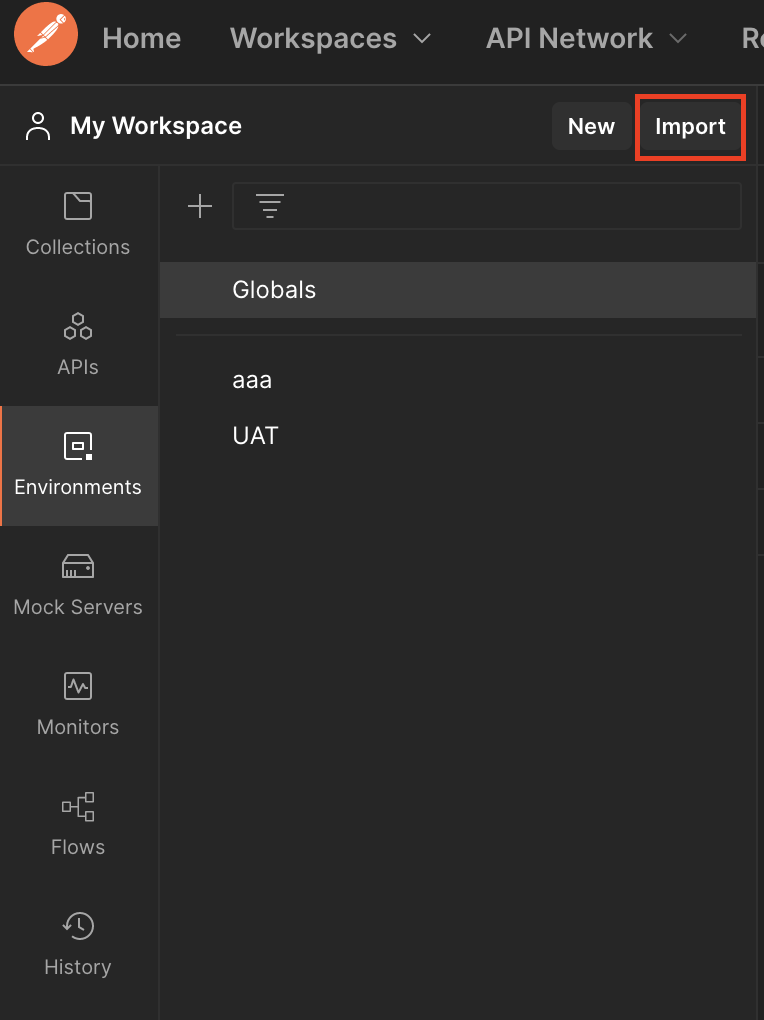 Home Workspaces API Network
My Workspace New Import
Collections
Globals
APIs
aaa
UAT
Environments
Mock Servers
Monitors
Flows
History